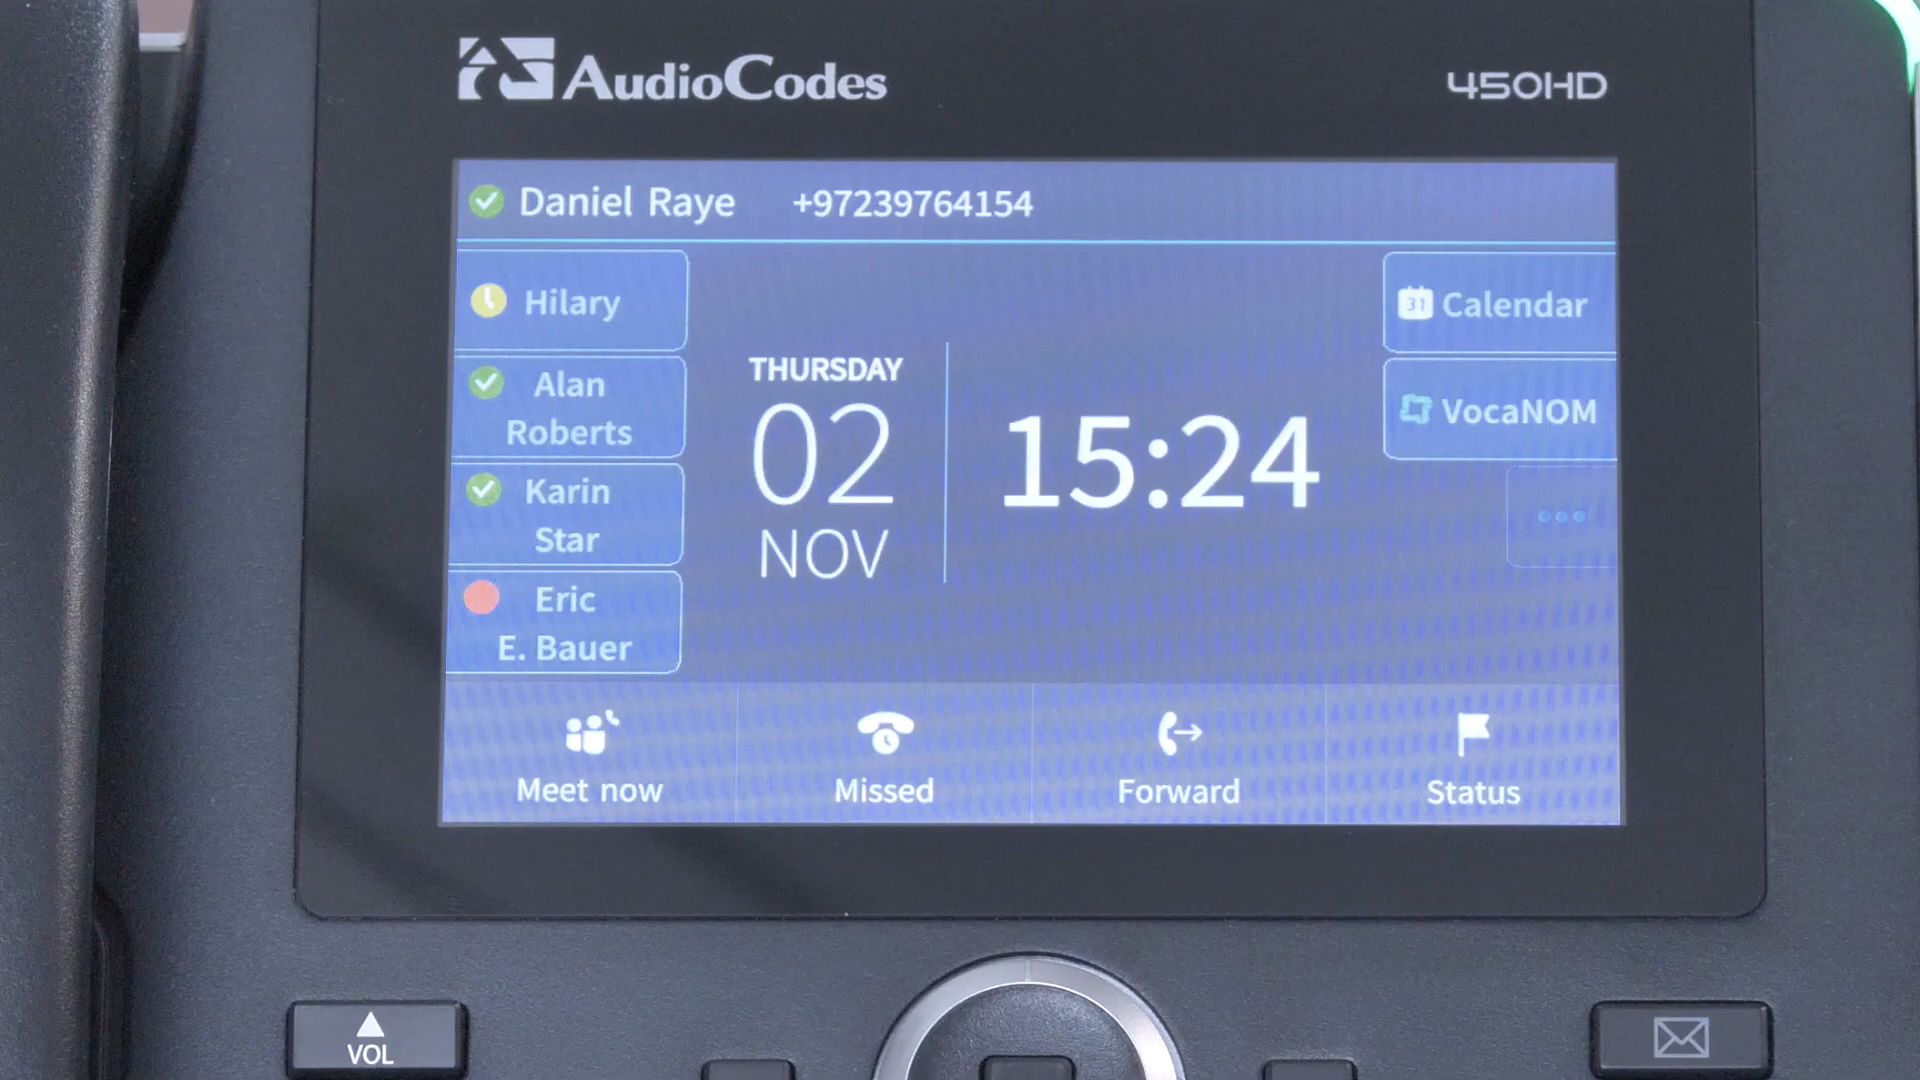 AudioCodes
450HD
Daniel Raye +97239764154
Hilary
Alan
Roberts
Karin
Star
Eric
E. Bauer
THURSDAY
02
NOV
15:24
31 Calendar
VocaNOM
...
Meet now
Missed
Forward
Status
VOL